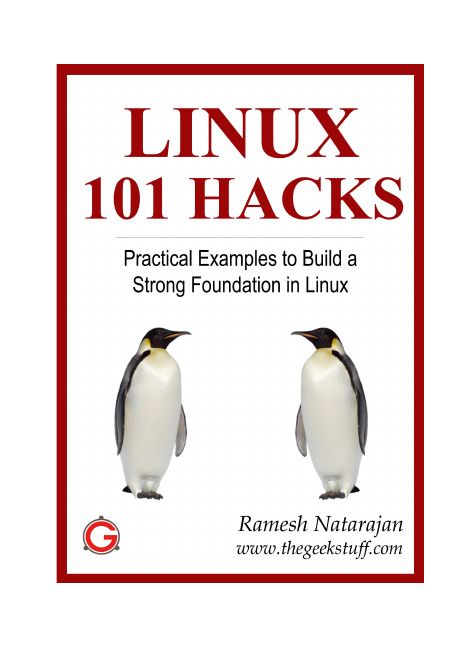 LINUX
101 HACKS
Practical Examples to Build a
Strong Foundation in Linux
Ramesh Natarajan
G
www.thegeekstuff.com